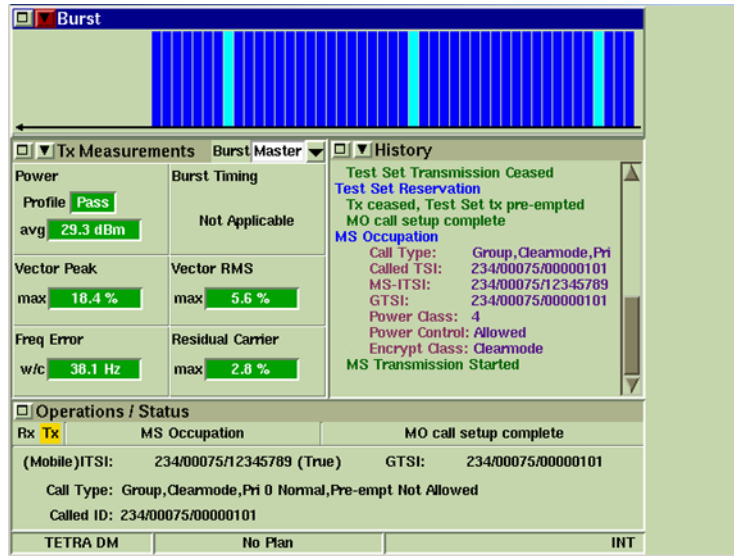 Burst
Tx Measurements Burst Master
Power
Profile Pass
avg 29.3 dBm
Burst Timing
Not Applicable
Vector Peak
max 18.4 %
Vector RMS
max 5.6 %
Freq Error
w/c 38.1 Hz
Residual Carrier
max 2.8 %
History
Test Set Transmission Ceased
Test Set Reservation
Tx ceased, Test Set tx pre-empted
MO call setup complete
MS Occupation
Call Type: Group,Clearmode,Pri
Called TSI: 234/00075/00000101
MS-ITSI: 234/00075/12345789
GTSI: 234/00075/00000101
Power Class: 4
Power Control: Allowed
Encrypt Class: Clearmode
MS Transmission Started
Operations / Status
Rx Tx MS Occupation MO call setup complete
(Mobile)ITSI: 234/00075/12345789 (True) GTSI: 234/00075/00000101
Call Type: Group,Clearmode,Pri 0 Normal,Pre-empt Not Allowed
Called ID: 234/00075/00000101
TETRA DM No Plan INT